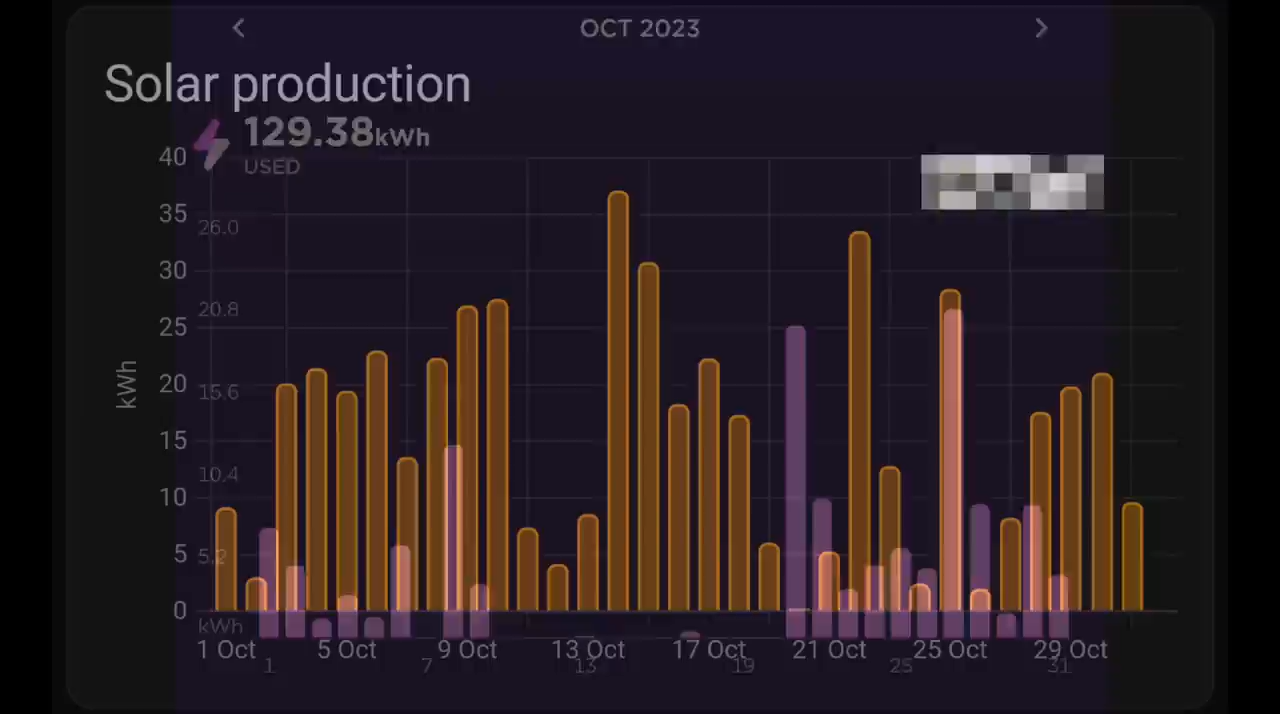 OCT 2023
Solar production
129.38kWh
USED
40
35
26.0
30
20.8
25
kWh
20
15.6
15
10.4
10
5
5.2
0
kWh
1 Oct 5 Oct 9 Oct 13 Oct 17 Oct 21 Oct 25 Oct 29 Oct
1 7 13 19 25 31